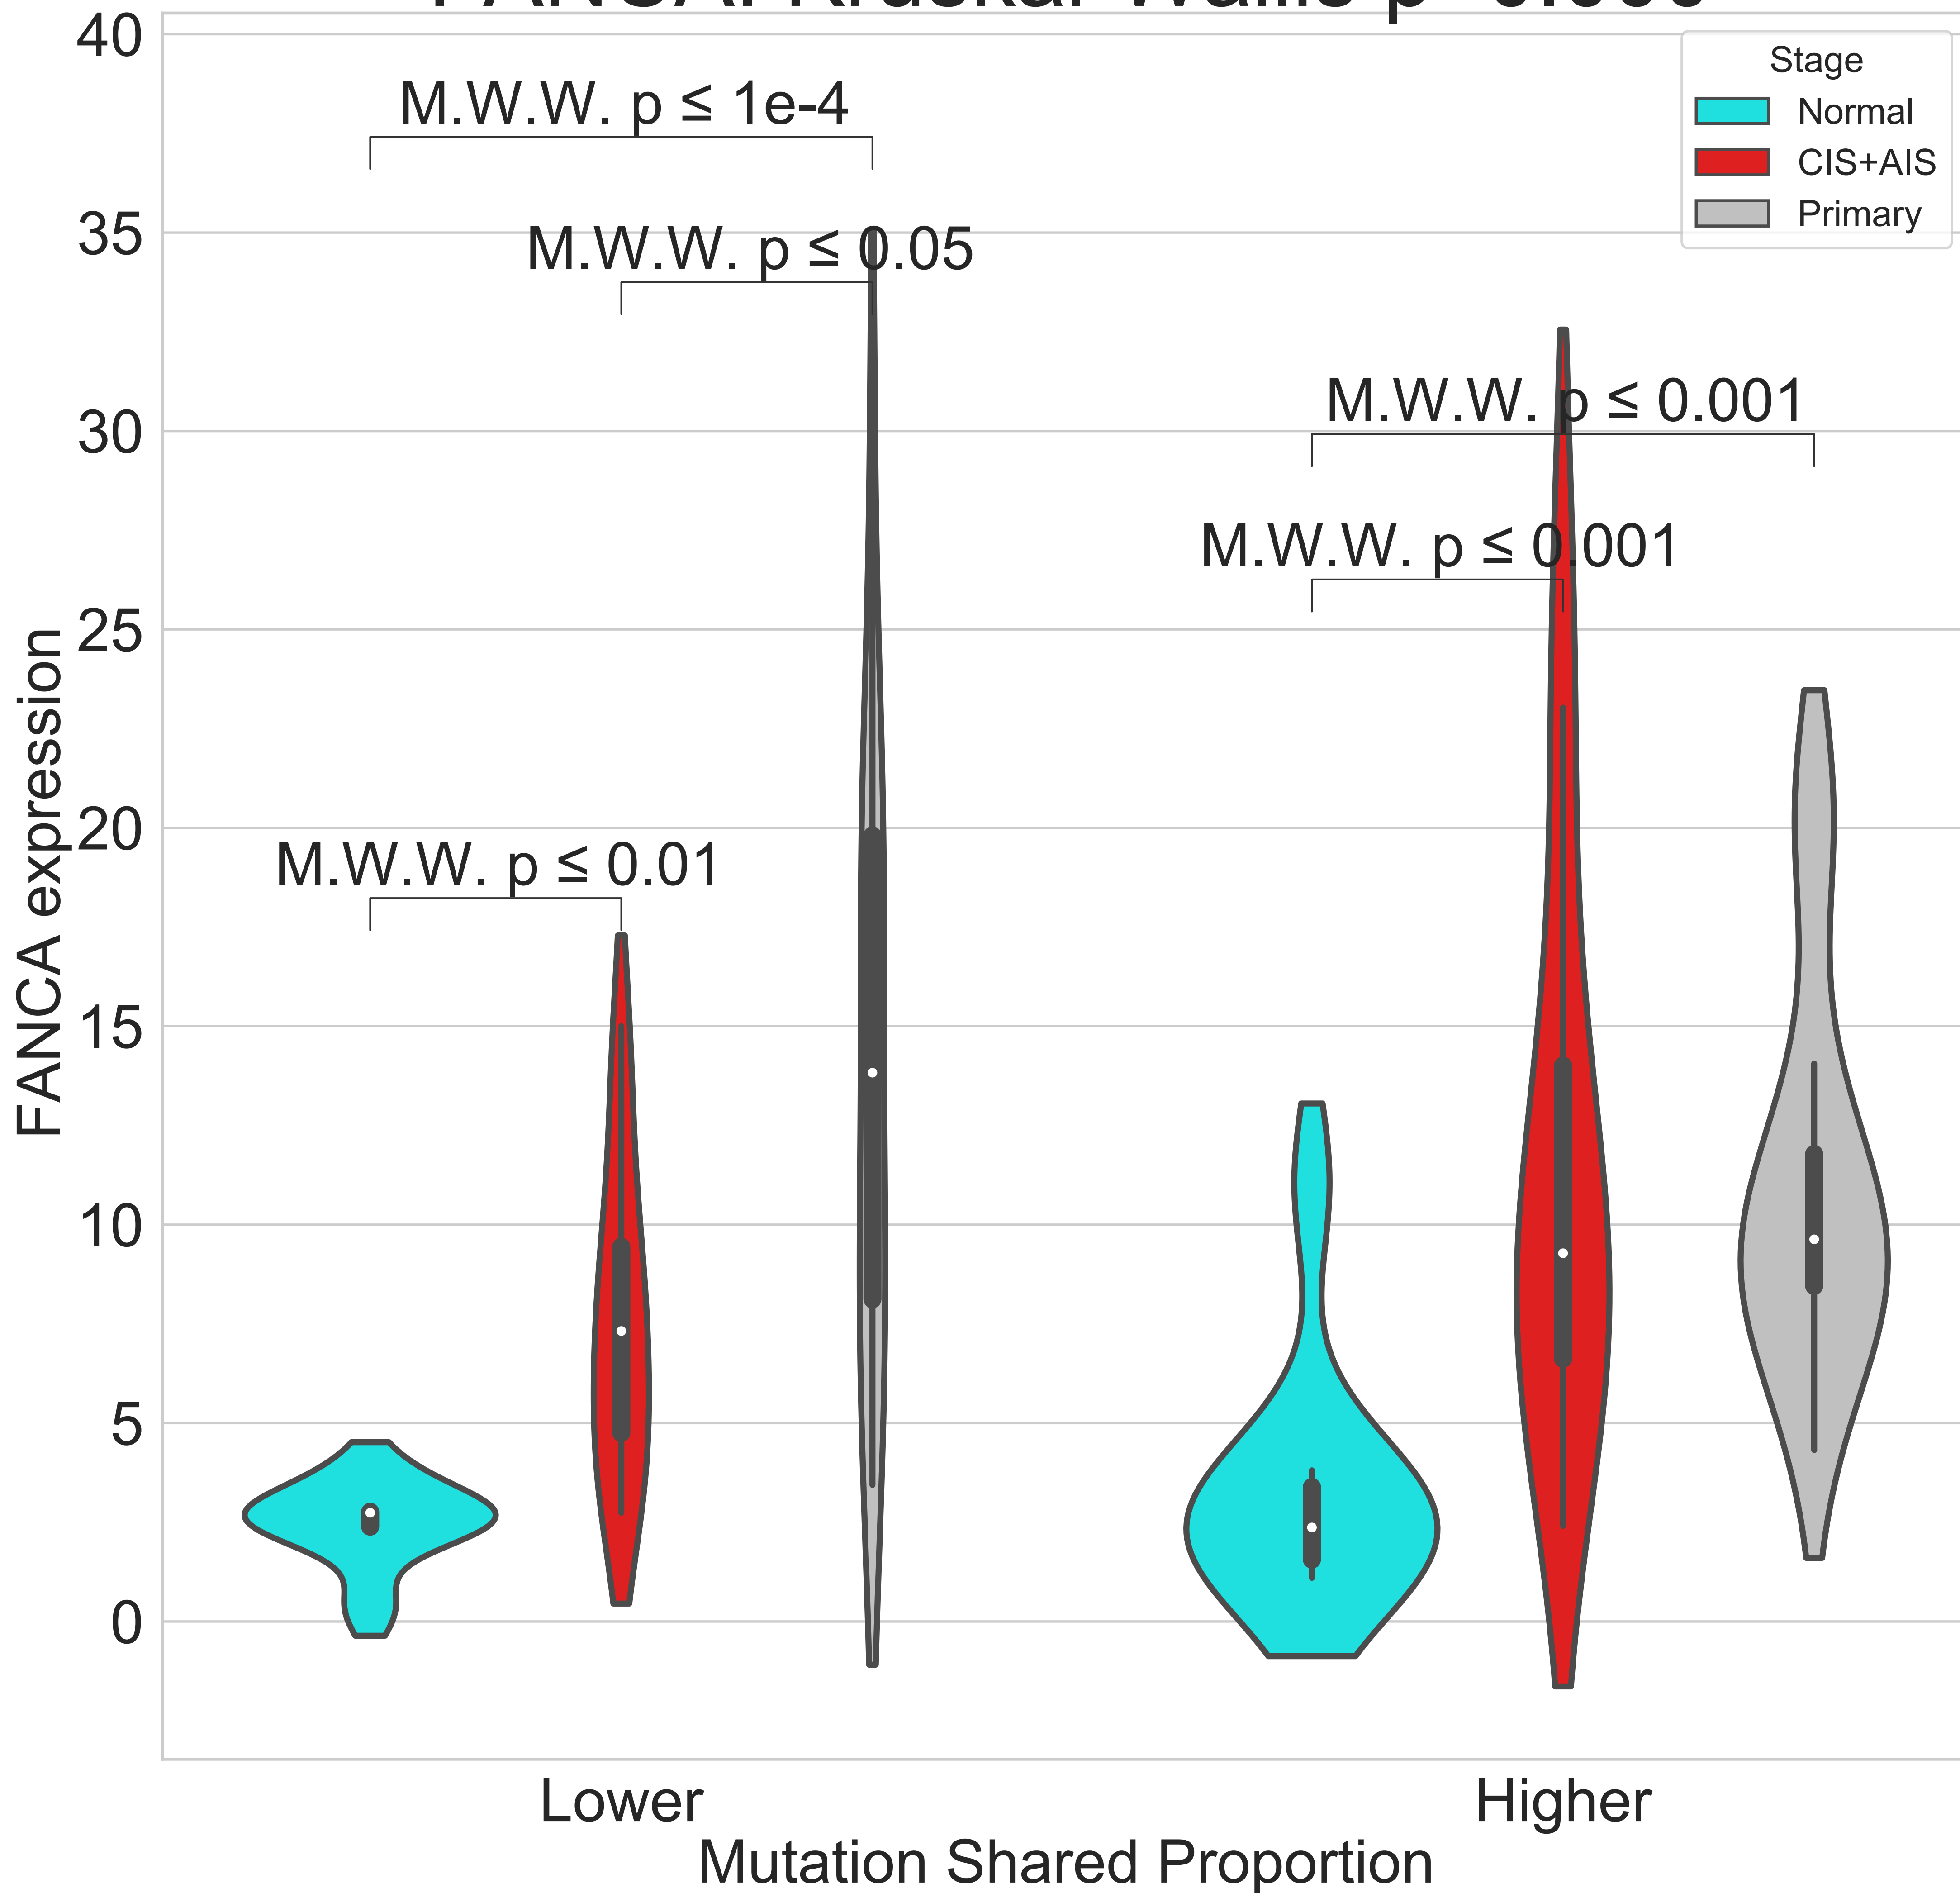 40
M.W.W. p ≤ 1e-4
Stage
Normal
CIS+AIS
Primary
35
M.W.W. p ≤ 0.05
30
M.W.W. p ≤ 0.001
25
M.W.W. p ≤ 0.001
20
M.W.W. p ≤ 0.01
FANCA expression
15
10
5
0
Lower
Higher
Mutation Shared Proportion